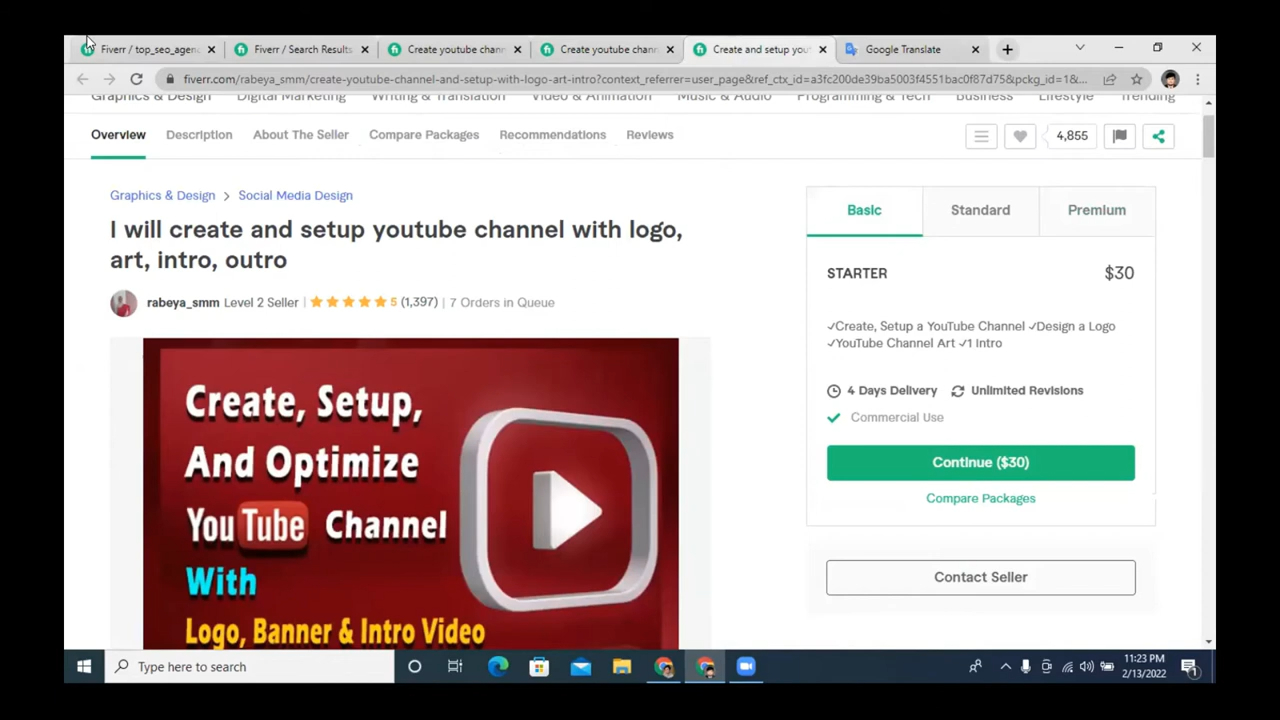 Fiverr / top_seo_agen
Fiverr / Search Results
Create youtube chann
Create youtube chann
Create and setup you
Google Translate
fiverr.com/rabeya_smm/create-youtube-channel-and-setup-with-logo-art-intro?context_referrer=user_page&ref_ctx_id=a3fc200de39ba5003f4551bac0f87d75&pckg_id=1&...
Graphics & Design Digital Marketing Writing & Translation Video & Animation Music & Audio Programming & Tech Business Lifestyle Trending
Overview Description About The Seller Compare Packages Recommendations Reviews
4,855
Graphics & Design > Social Media Design
I will create and setup youtube channel with logo,
art, intro, outro
rabeya_smm Level 2 Seller | 5 (1,397) | 7 Orders in Queue
Create, Setup,
And Optimize
YouTube Channel
With
Logo, Banner & Intro Video
Basic Standard Premium
STARTER $30
✓Create, Setup a YouTube Channel ✓Design a Logo
✓YouTube Channel Art ✓1 Intro
4 Days Delivery Unlimited Revisions
Commercial Use
Continue ($30)
Compare Packages
Contact Seller
Type here to search
11:23 PM
2/13/2022
1